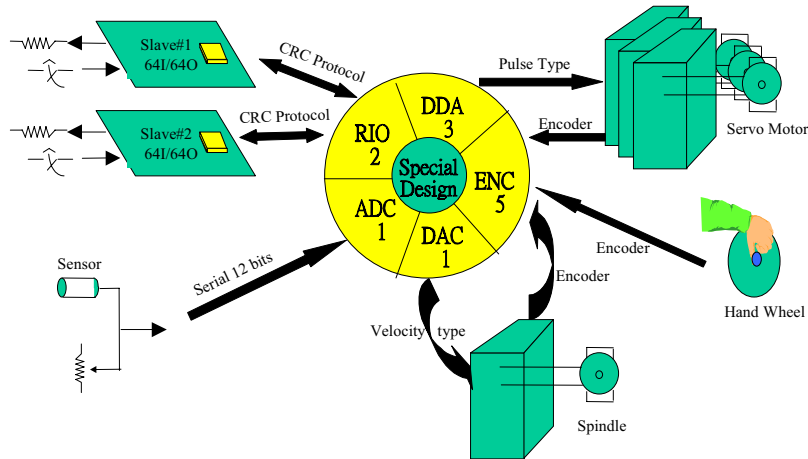 Slave#1
64I/64O
CRC Protocol
Slave#2
64I/64O
CRC Protocol
DDA
3
RIO
2
Special
Design
ENC
5
ADC
1
DAC
1
Pulse Type
Encoder
Servo Motor
Encoder
Hand Wheel
Sensor
Serial 12 bits
Velocity type
Encoder
Spindle